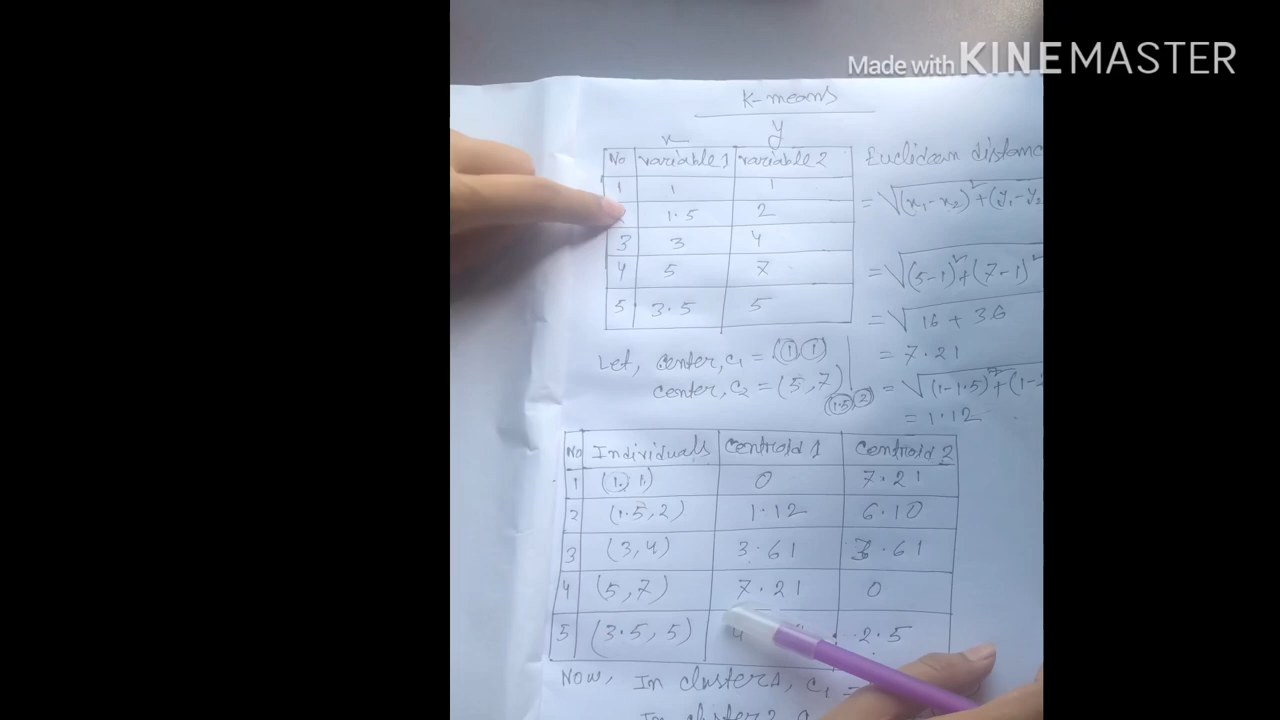 Made with KINEMASTER
K-means
x y
No variable 1 variable 2
1 1 1
1.5 2
3 3 4
4 5 7
5 3.5 5
Euclidean distance
= √(x₁-x₂)²+(y₁-y₂
= √(5-1)²+(7-1)²
= √16 + 36
= 7.21
= √(1-1.5)²+(1-2
= 1.12
Let, center, c₁ = (1 1)
center, c₂ = (5,7)
(1.5, 2)
No Individuals Centroid 1 Centroid 2
1 (1, 1) 0 7.21
2 (1.5, 2) 1.12 6.10
3 (3,4) 3.61 3.61
4 (5,7) 7.21 0
5 (3.5, 5) 4 2.5
Now, In clusters, c₁ =
In cluster 2